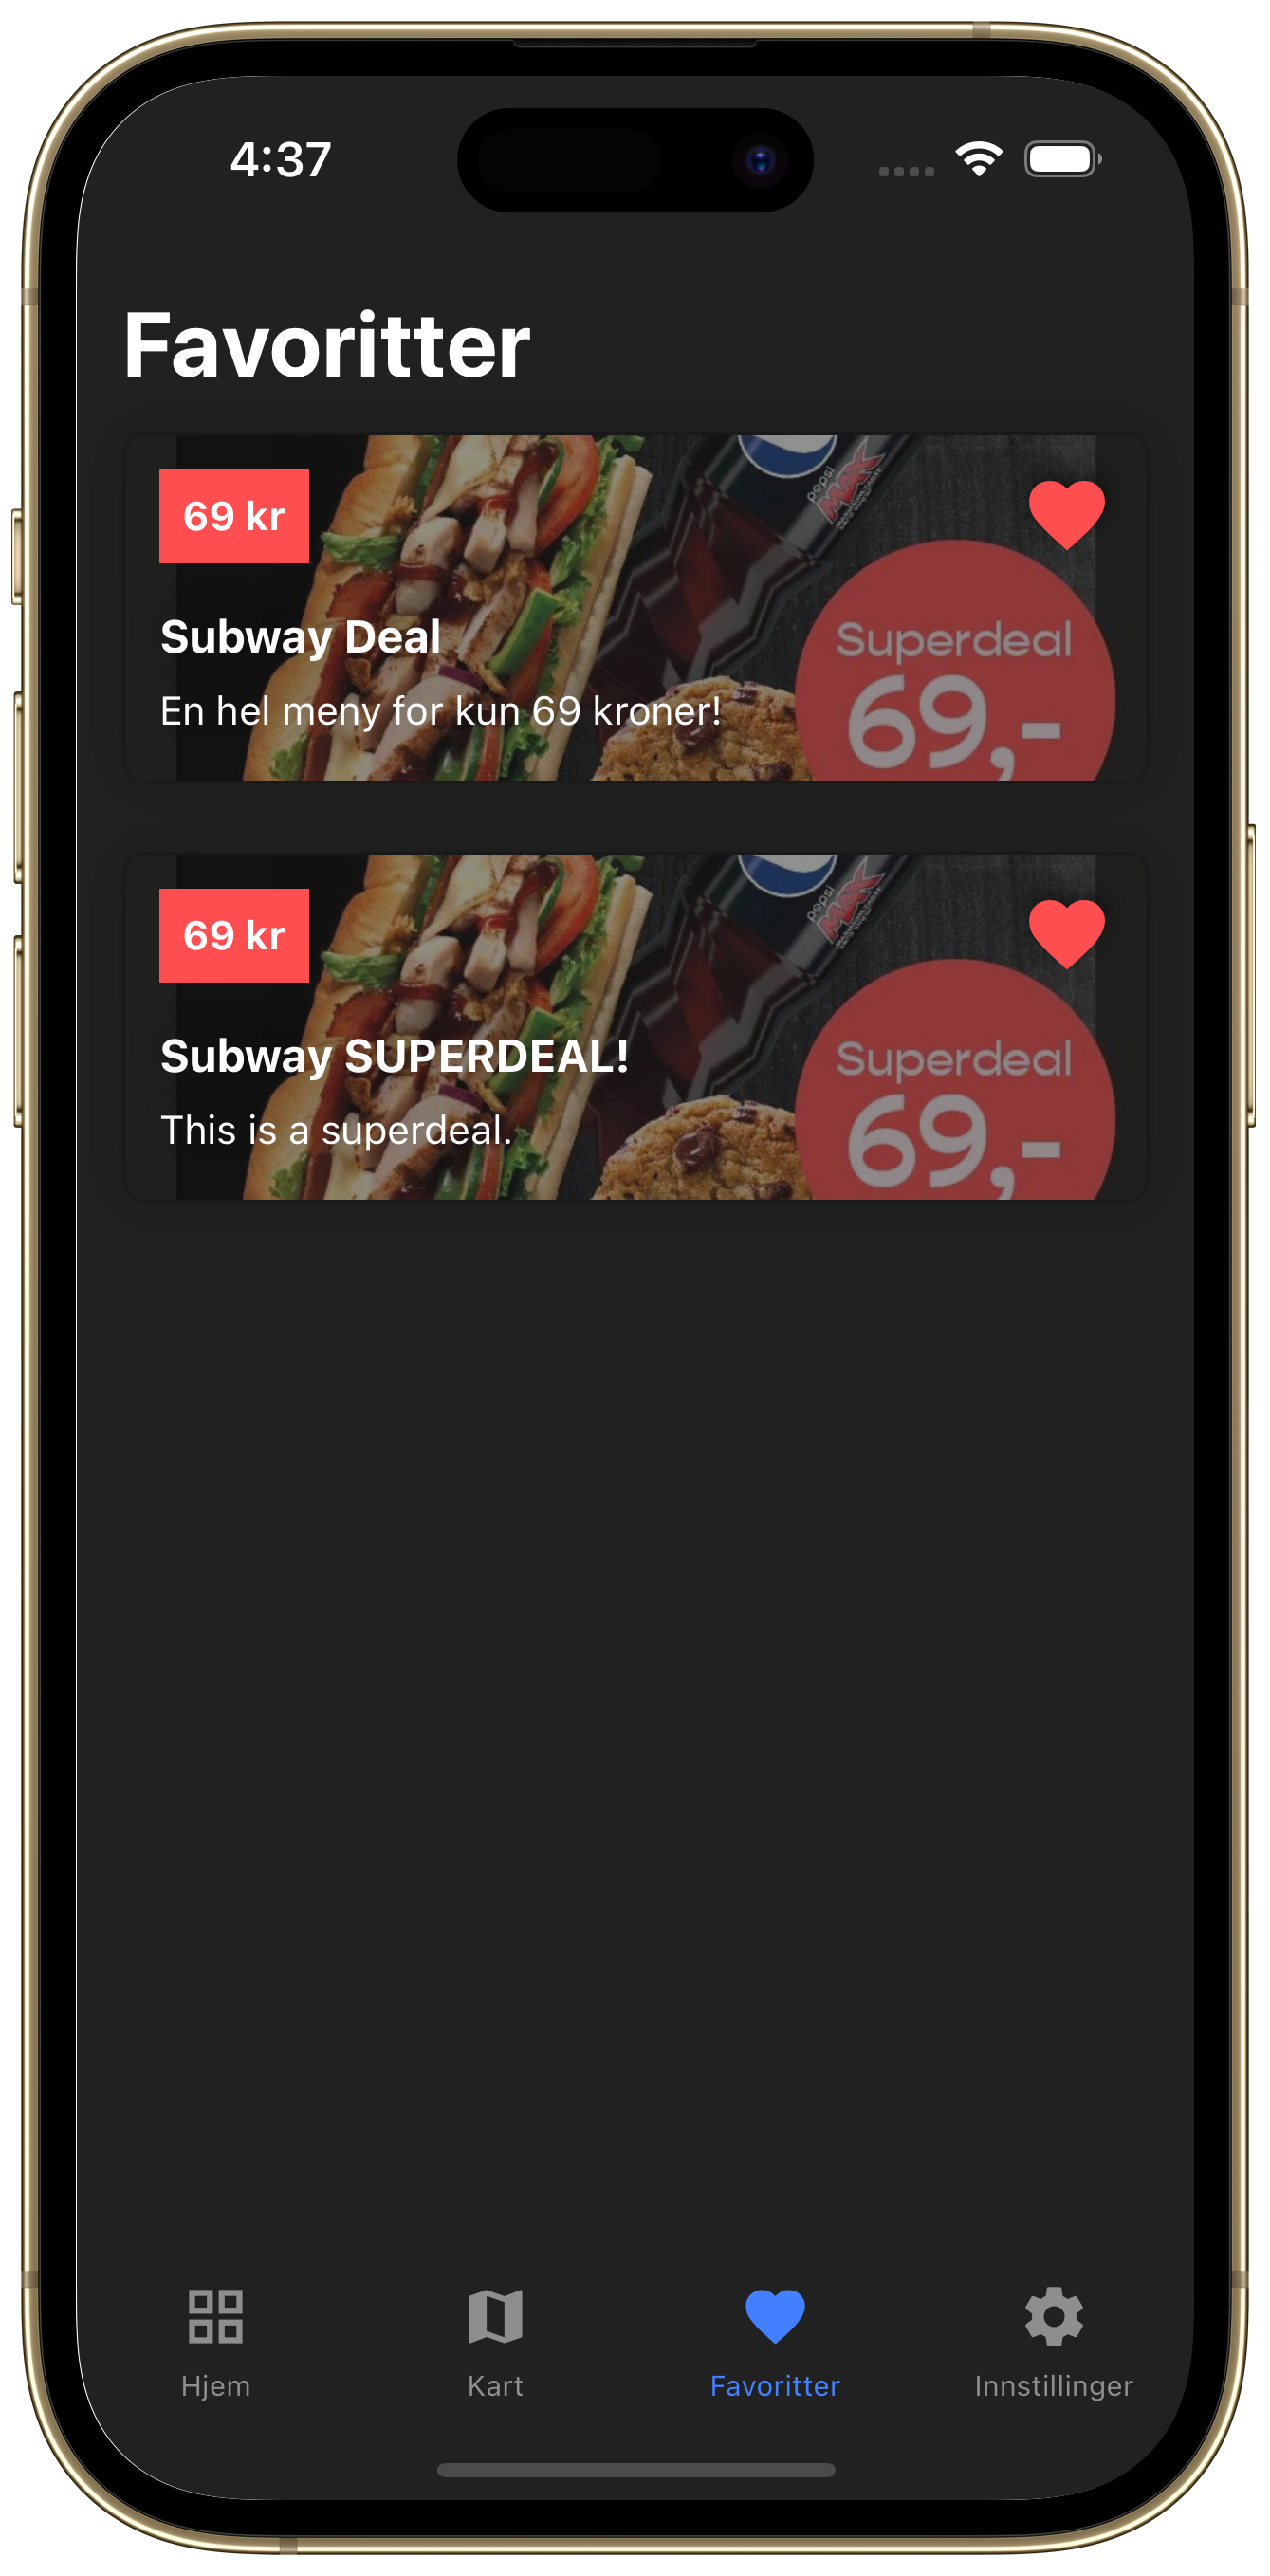 4:37
Favoritter
69 kr
pepsi
MAX
Subway Deal
En hel meny for kun 69 kroner!
Superdeal
69,-
69 kr
pepsi
MAX
Subway SUPERDEAL!
This is a superdeal.
Superdeal
69,-
Hjem
Kart
Favoritter
Innstillinger